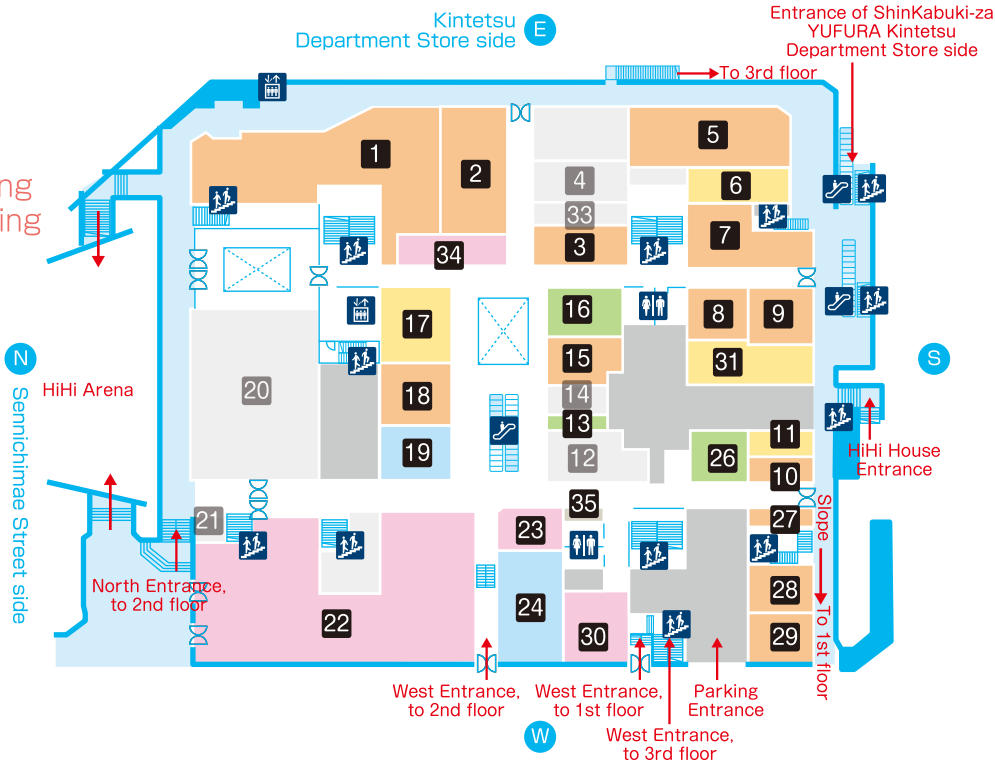 Kintetsu
Department Store side
E
Entrance of ShinKabuki-za
YUFURA Kintetsu
Department Store side
To 3rd floor
ng
ing
1
2
3
4
33
34
5
6
7
8
9
31
16
15
14
13
12
17
18
19
20
21
22
23
24
30
35
26
11
10
27
28
29
N
Sennichimae Street side
HiHi Arena
S
HiHi House
Entrance
North Entrance,
to 2nd floor
Slope
To 1st floor
West Entrance,
to 2nd floor
West Entrance,
to 1st floor
Parking
Entrance
West Entrance,
to 3rd floor
W